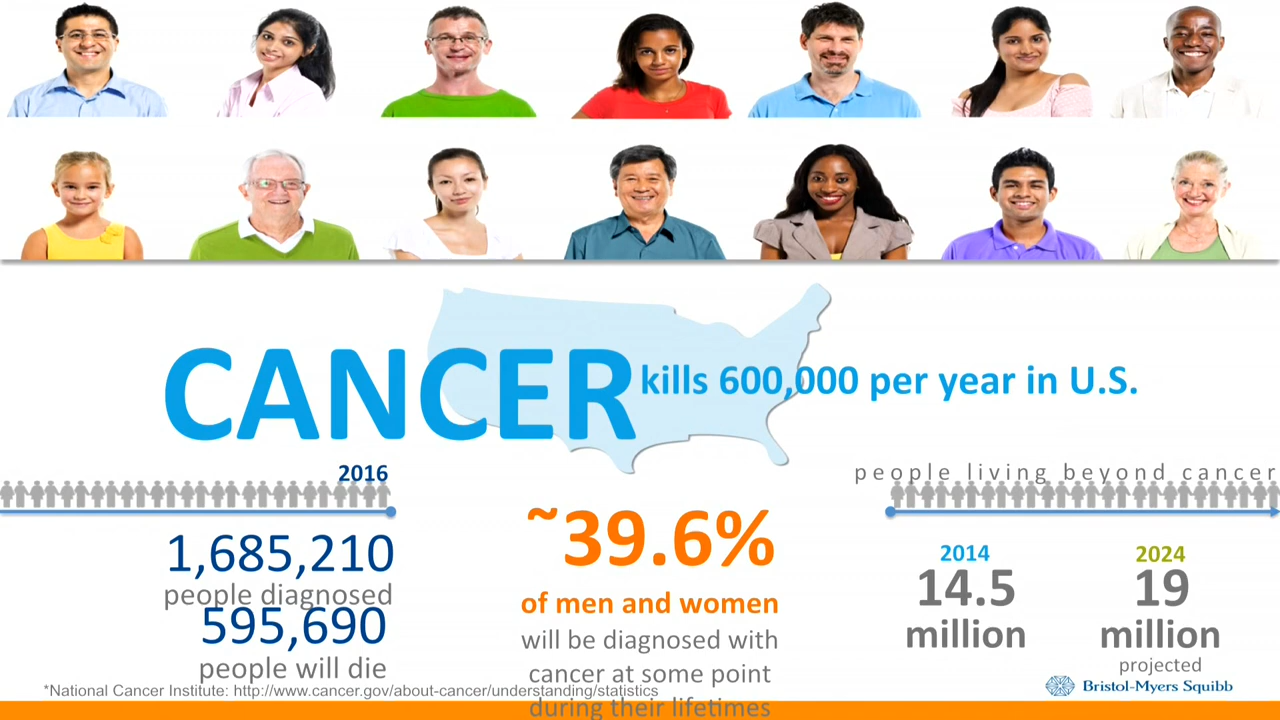 CANCER kills 600,000 per year in U.S.
2016
1,685,210
people diagnosed
595,690
people will die
~39.6%
of men and women
will be diagnosed with
cancer at some point
during their lifetimes
people living beyond cancer
2014
14.5
million
2024
19
million
projected
*National Cancer Institute: http://www.cancer.gov/about-cancer/understanding/statistics
Bristol-Myers Squibb